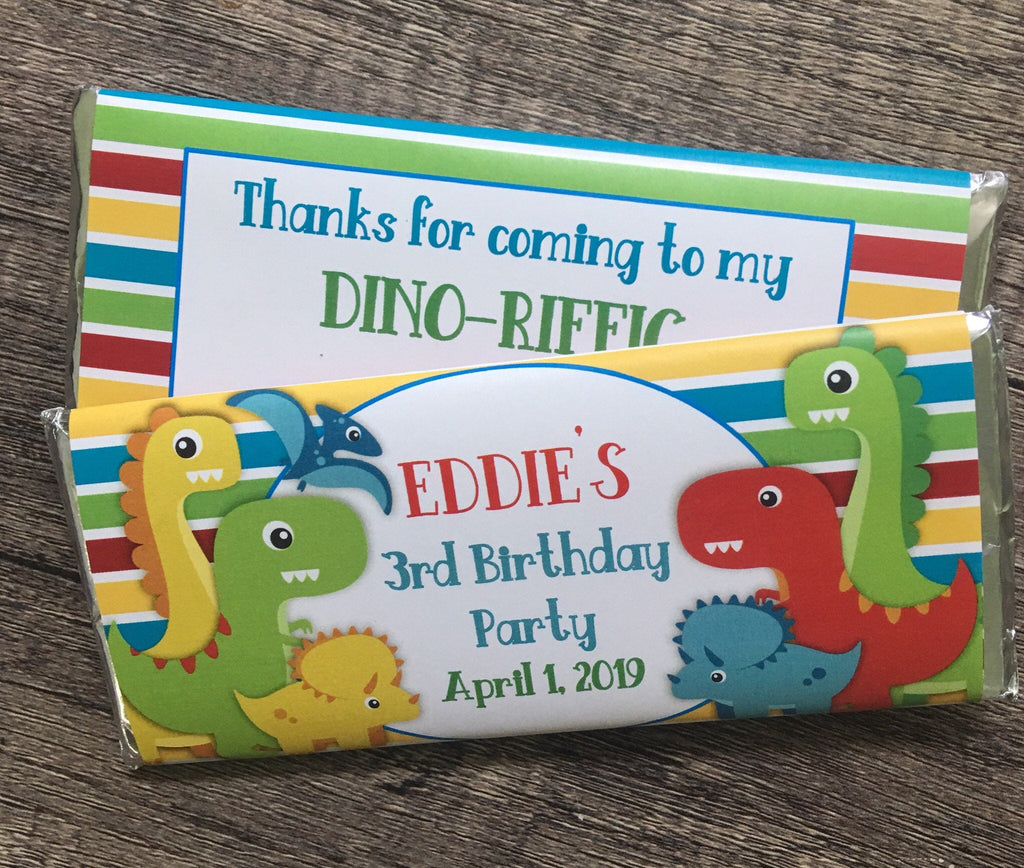 Thanks for coming to my
DINO-RIFFIC
EDDIE'S
3rd Birthday
Party
April 1, 2019